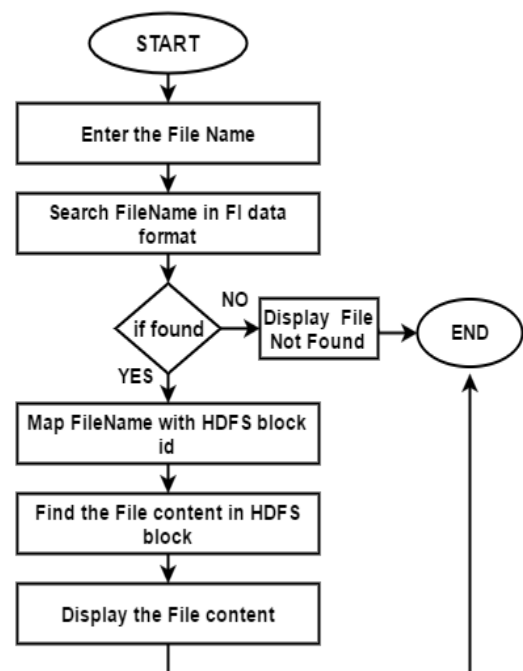 START
Enter the File Name
Search FileName in FI data
format
if found
NO
Display File
Not Found
END
YES
Map FileName with HDFS block
id
Find the File content in HDFS
block
Display the File content